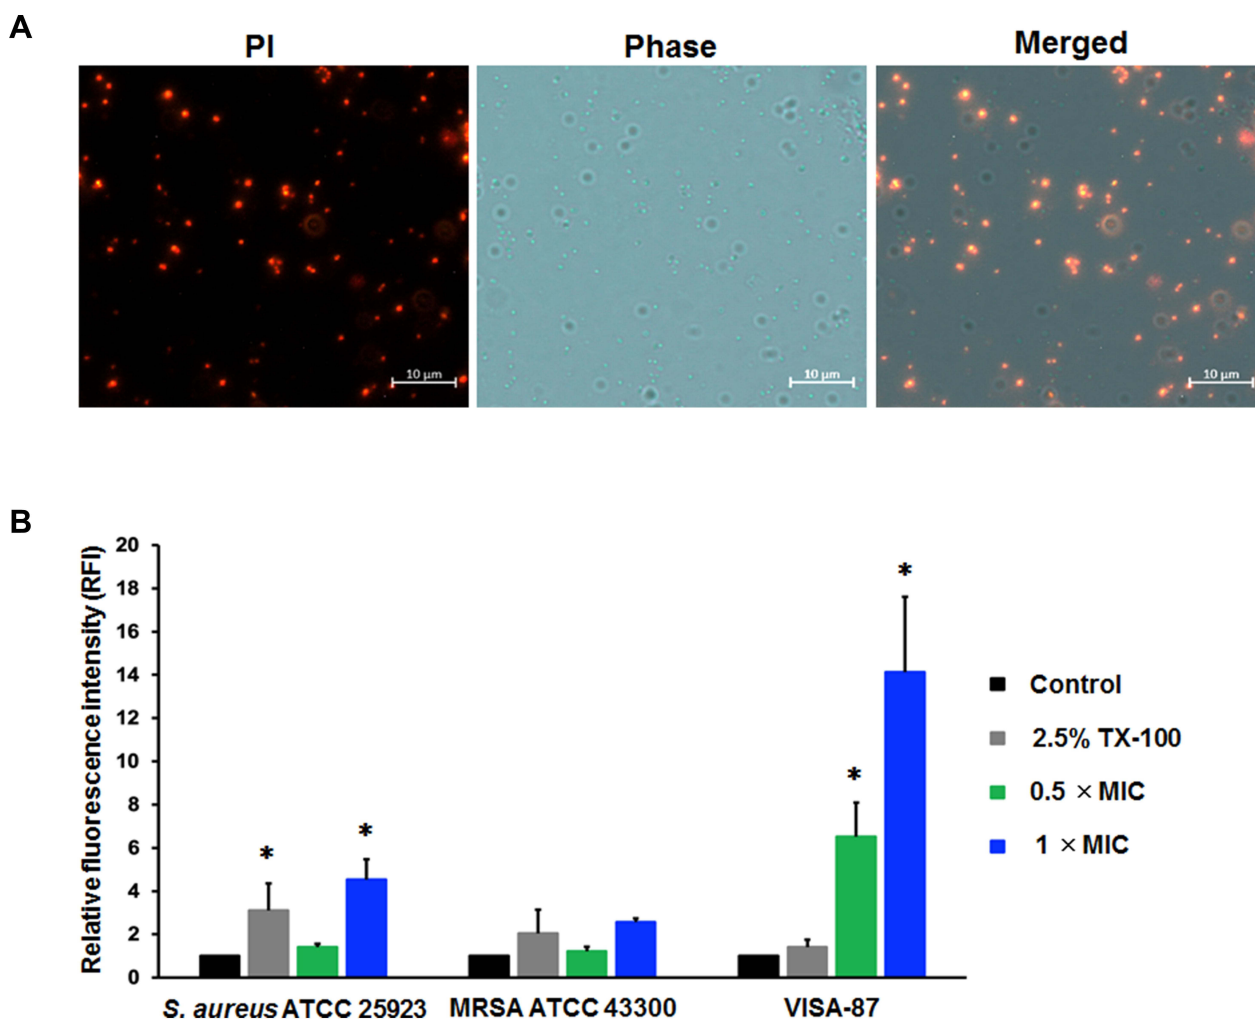 A
PI
Phase
Merged
10 µm
10 µm
10 µm
B
Relative fluorescence intensity (RFI)
20
18
16
14
12
10
8
6
4
2
0
*
*
*
*
S. aureus ATCC 25923
MRSA ATCC 43300
VISA-87
Control
2.5% TX-100
0.5 × MIC
1 × MIC